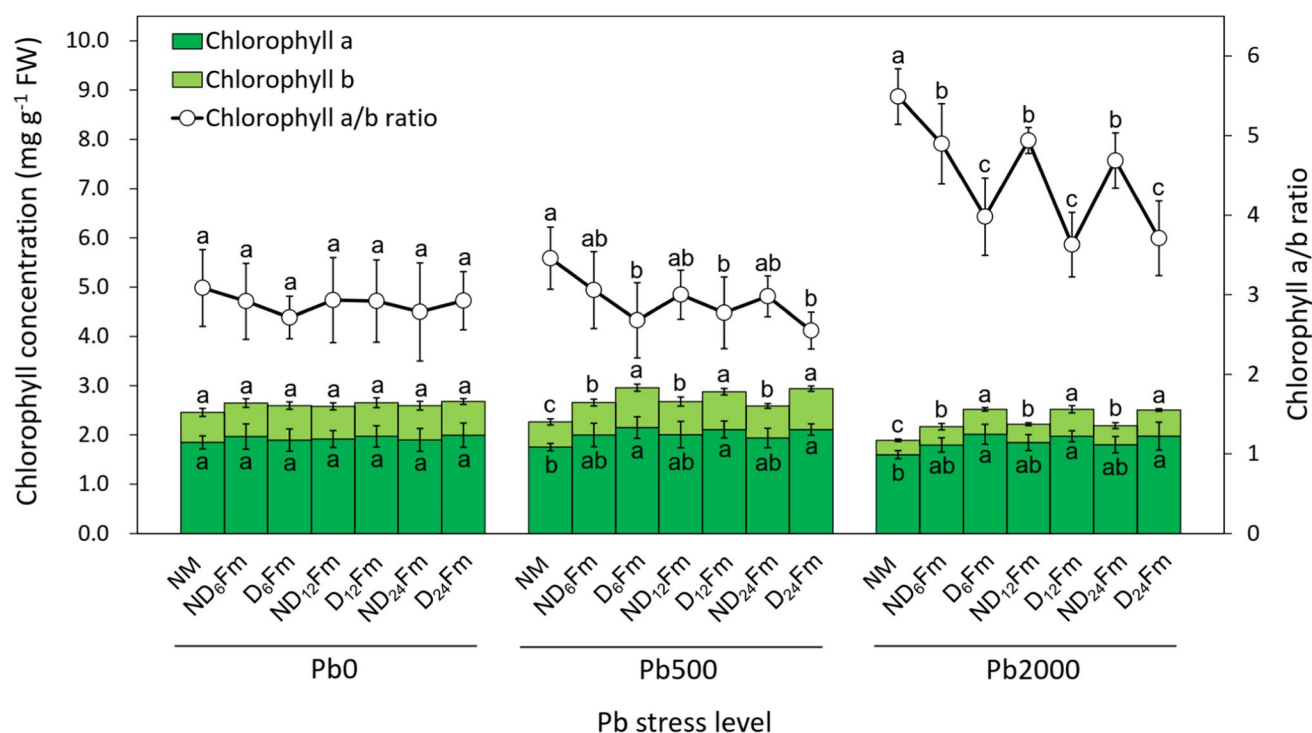 Chlorophyll concentration (mg g⁻¹ FW)
10.0
9.0
8.0
7.0
6.0
5.0
4.0
3.0
2.0
1.0
0.0
Chlorophyll a
Chlorophyll b
Chlorophyll a/b ratio
a a a a a a a
a a a a a a a
a a a a a a a
a ab b ab b ab b
c b a b a b a
b ab a ab a ab a
a b c b c b c
c b a b a b a
b ab a ab a ab a
6
5
4
3
2
1
0
Chlorophyll a/b ratio
NM ND₆Fm D₆Fm ND₁₂Fm D₁₂Fm ND₂₄Fm D₂₄Fm
NM ND₆Fm D₆Fm ND₁₂Fm D₁₂Fm ND₂₄Fm D₂₄Fm
NM ND₆Fm D₆Fm ND₁₂Fm D₁₂Fm ND₂₄Fm D₂₄Fm
Pb0 Pb500 Pb2000
Pb stress level